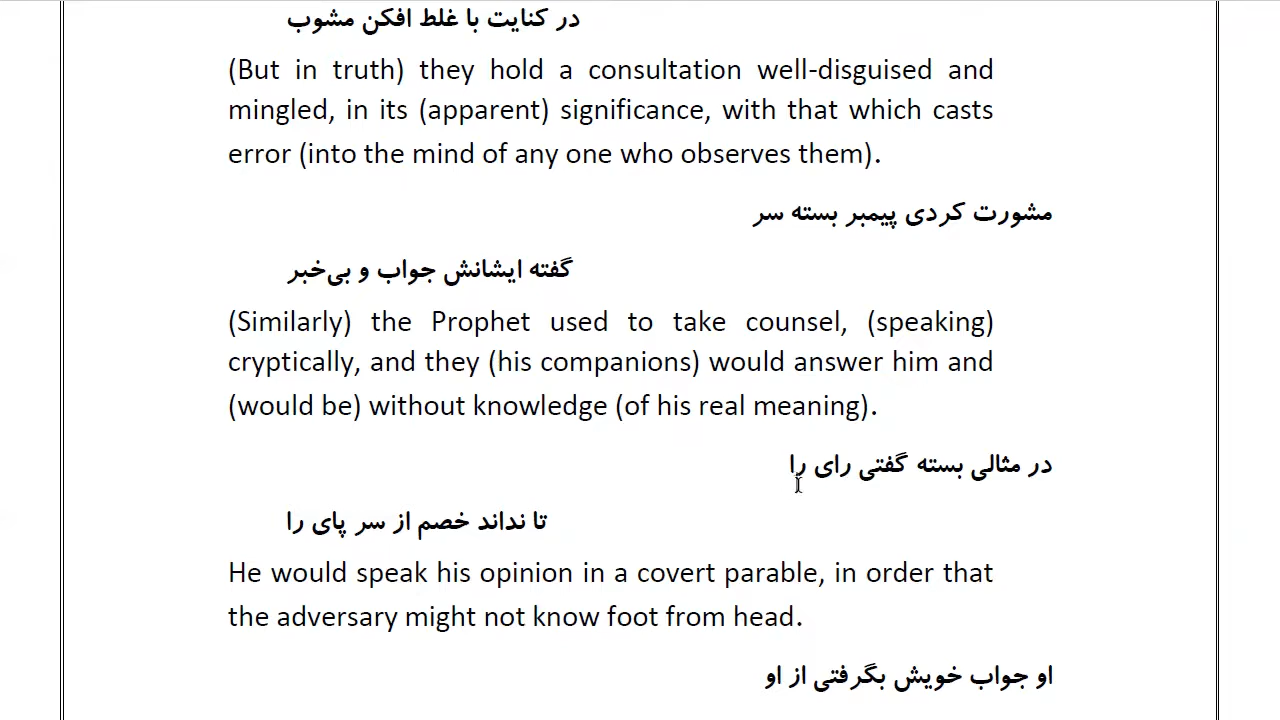 در کنایت با غلط افکن مشوب
(But in truth) they hold a consultation well-disguised and
mingled, in its (apparent) significance, with that which casts
error (into the mind of any one who observes them).
مشورت کردی پیمبر بسته سر
گفته ایشانش جواب و بی‌خبر
(Similarly) the Prophet used to take counsel, (speaking)
cryptically, and they (his companions) would answer him and
(would be) without knowledge (of his real meaning).
در مثالی بسته گفتی رای را
تا نداند خصم از سر پای را
He would speak his opinion in a covert parable, in order that
the adversary might not know foot from head.
او جواب خویش بگرفتی از او